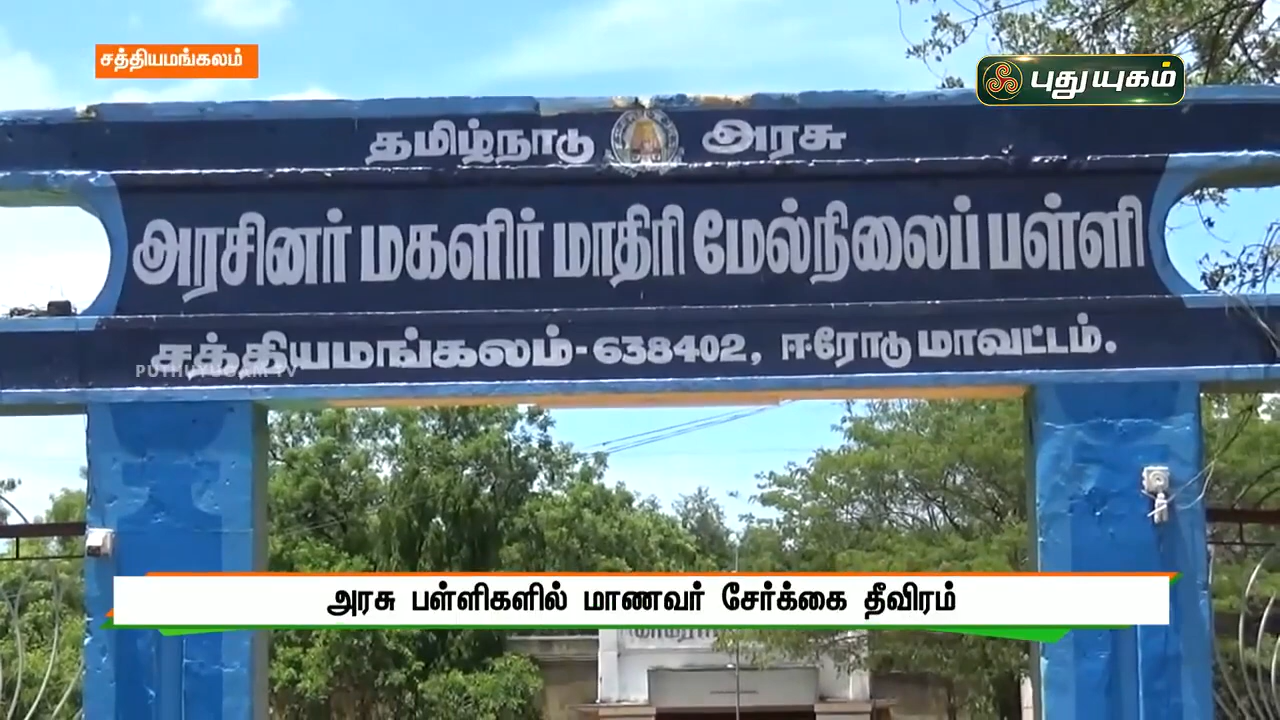 சத்தியமங்கலம்
புதுயுகம்
தமிழ்நாடு அரசு
அரசினர் மகளிர் மாதிரி மேல்நிலைப் பள்ளி
சத்தியமங்கலம்-638402, ஈரோடு மாவட்டம்.
PUTHUYUGAM TV
அரசு பள்ளிகளில் மாணவர் சேர்க்கை தீவிரம்